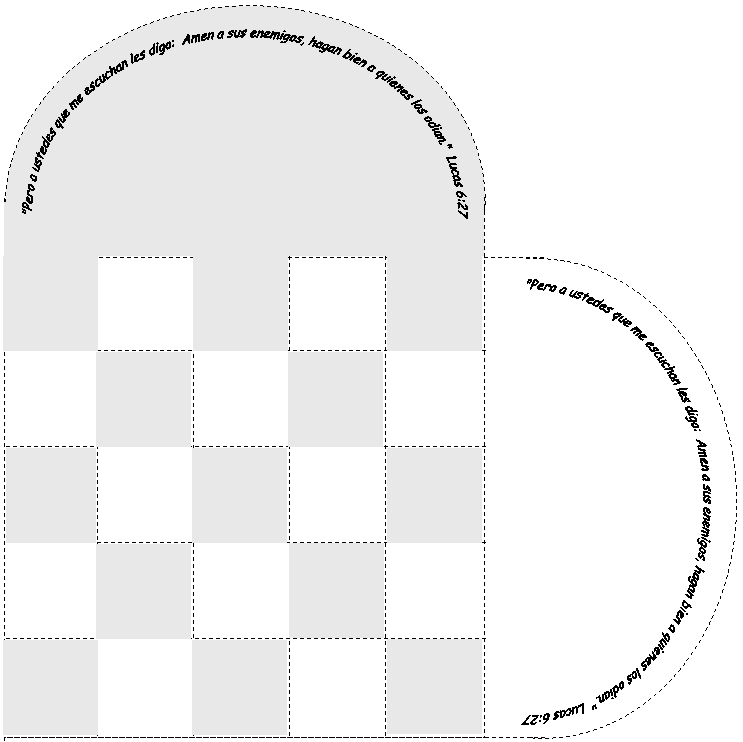 "Pero a ustedes que me escuchan les digo: Amen a sus enemigos, hagan bien a quienes los odian." Lucas 6:27
"Pero a ustedes que me escuchan les digo: Amen a sus enemigos, hagan bien a quienes los odian." Lucas 6:27